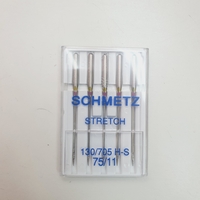 SCHMETZ
STRETCH
130/705 H-S
75/11